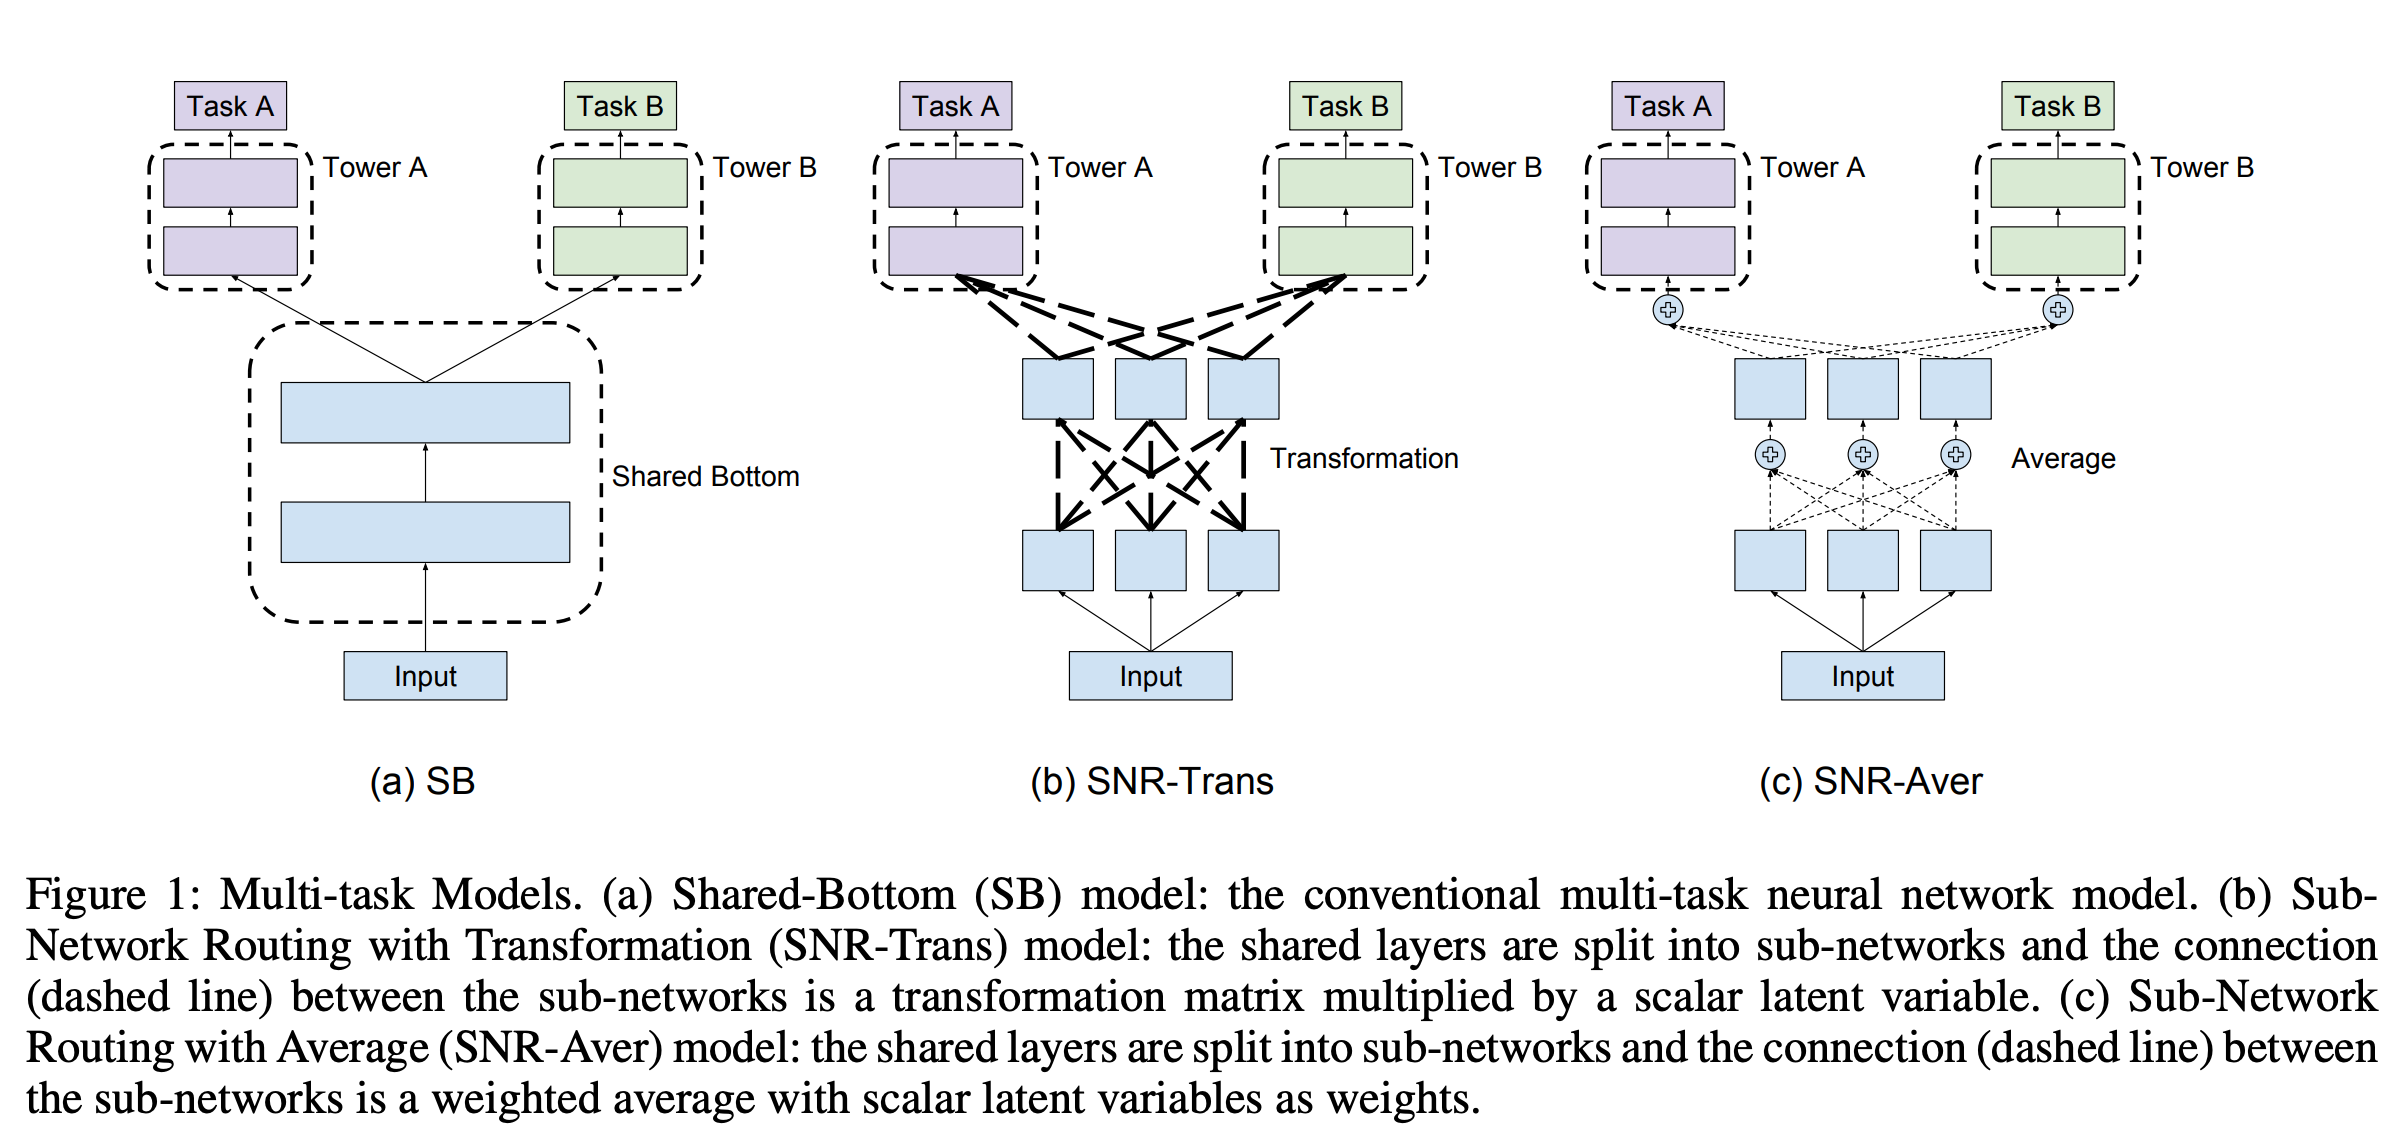 Task A Task B Task A Task B Task A Task B
Tower A Tower B Tower A Tower B Tower A Tower B
Transformation Average
Shared Bottom
Input Input Input
(a) SB (b) SNR-Trans (c) SNR-Aver
Figure 1: Multi-task Models. (a) Shared-Bottom (SB) model: the conventional multi-task neural network model. (b) Sub-
Network Routing with Transformation (SNR-Trans) model: the shared layers are split into sub-networks and the connection
(dashed line) between the sub-networks is a transformation matrix multiplied by a scalar latent variable. (c) Sub-Network
Routing with Average (SNR-Aver) model: the shared layers are split into sub-networks and the connection (dashed line) between
the sub-networks is a weighted average with scalar latent variables as weights.